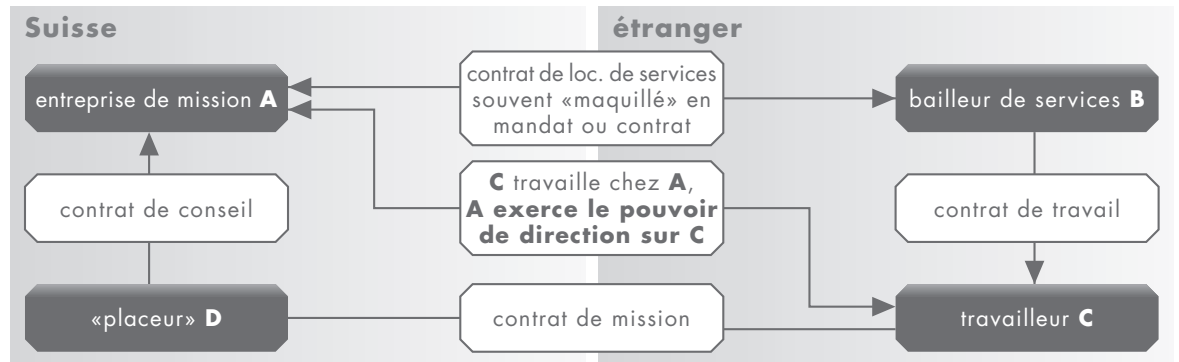 Suisse
étranger
entreprise de mission A
contrat de loc. de services
souvent «maquillé» en
mandat ou contrat
bailleur de services B
contrat de conseil
C travaille chez A,
A exerce le pouvoir
de direction sur C
contrat de travail
«placeur» D
contrat de mission
travailleur C